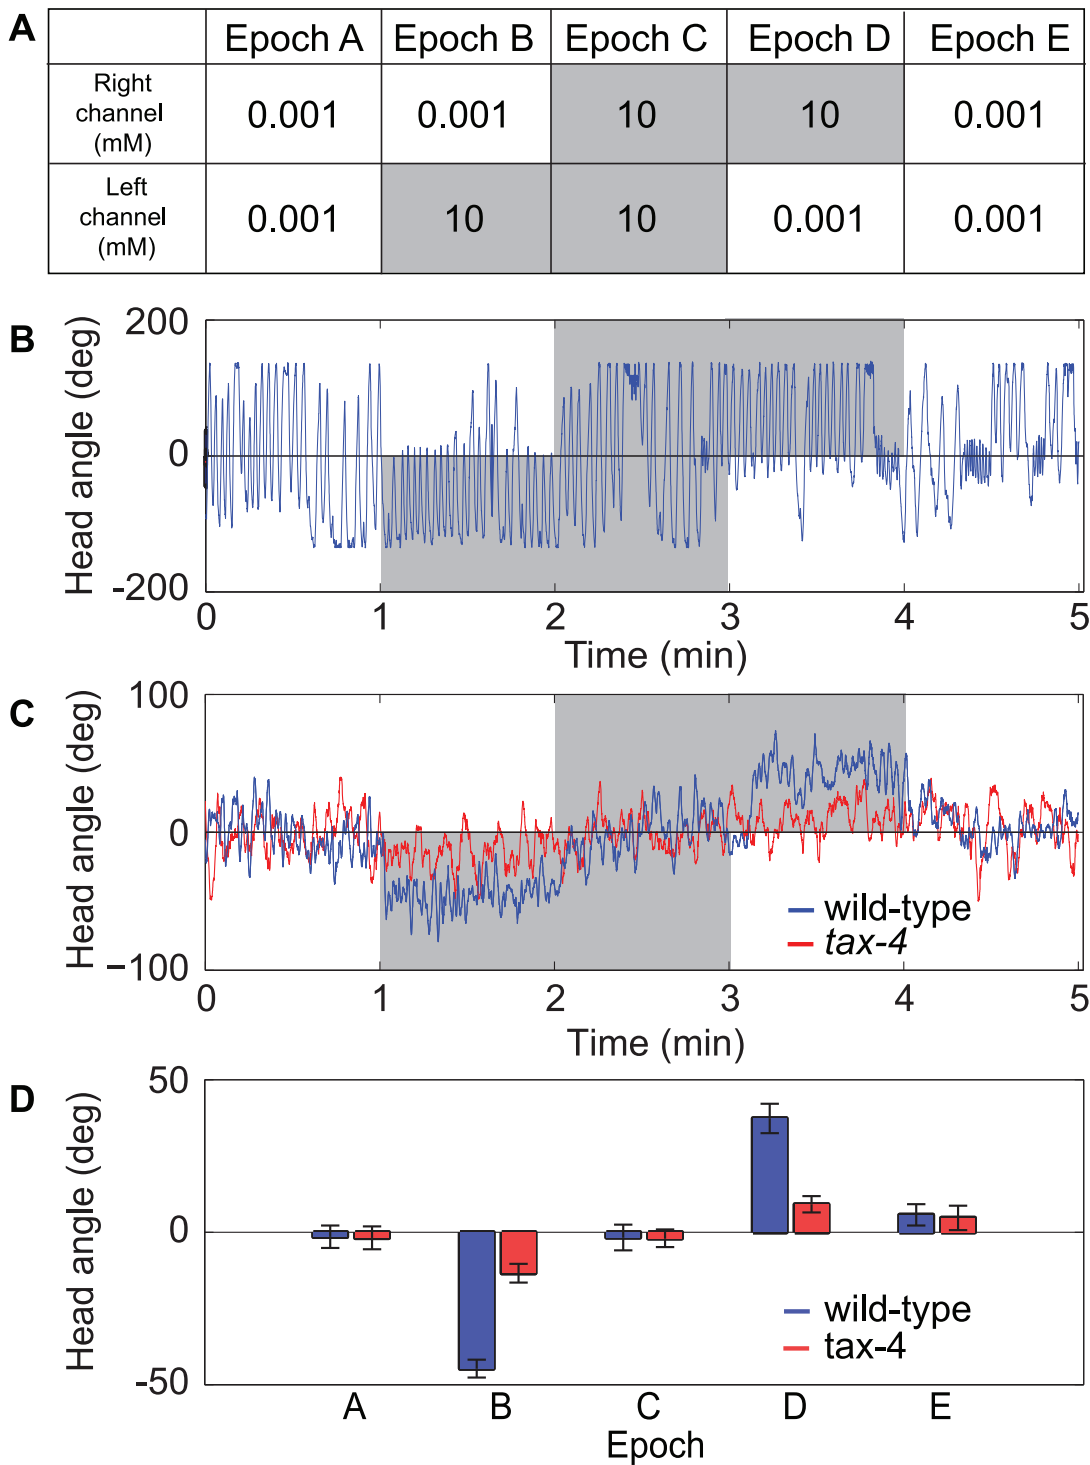 A
Epoch A Epoch B Epoch C Epoch D Epoch E
Right
channel
(mM)
0.001 0.001 10 10 0.001
Left
channel
(mM)
0.001 10 10 0.001 0.001
B
Head angle (deg)
200
0
-200
0 1 2 3 4 5
Time (min)
C
Head angle (deg)
100
0
−100
wild-type
tax-4
0 1 2 3 4 5
Time (min)
D
Head angle (deg)
50
0
-50
wild-type
tax-4
A B C D E
Epoch